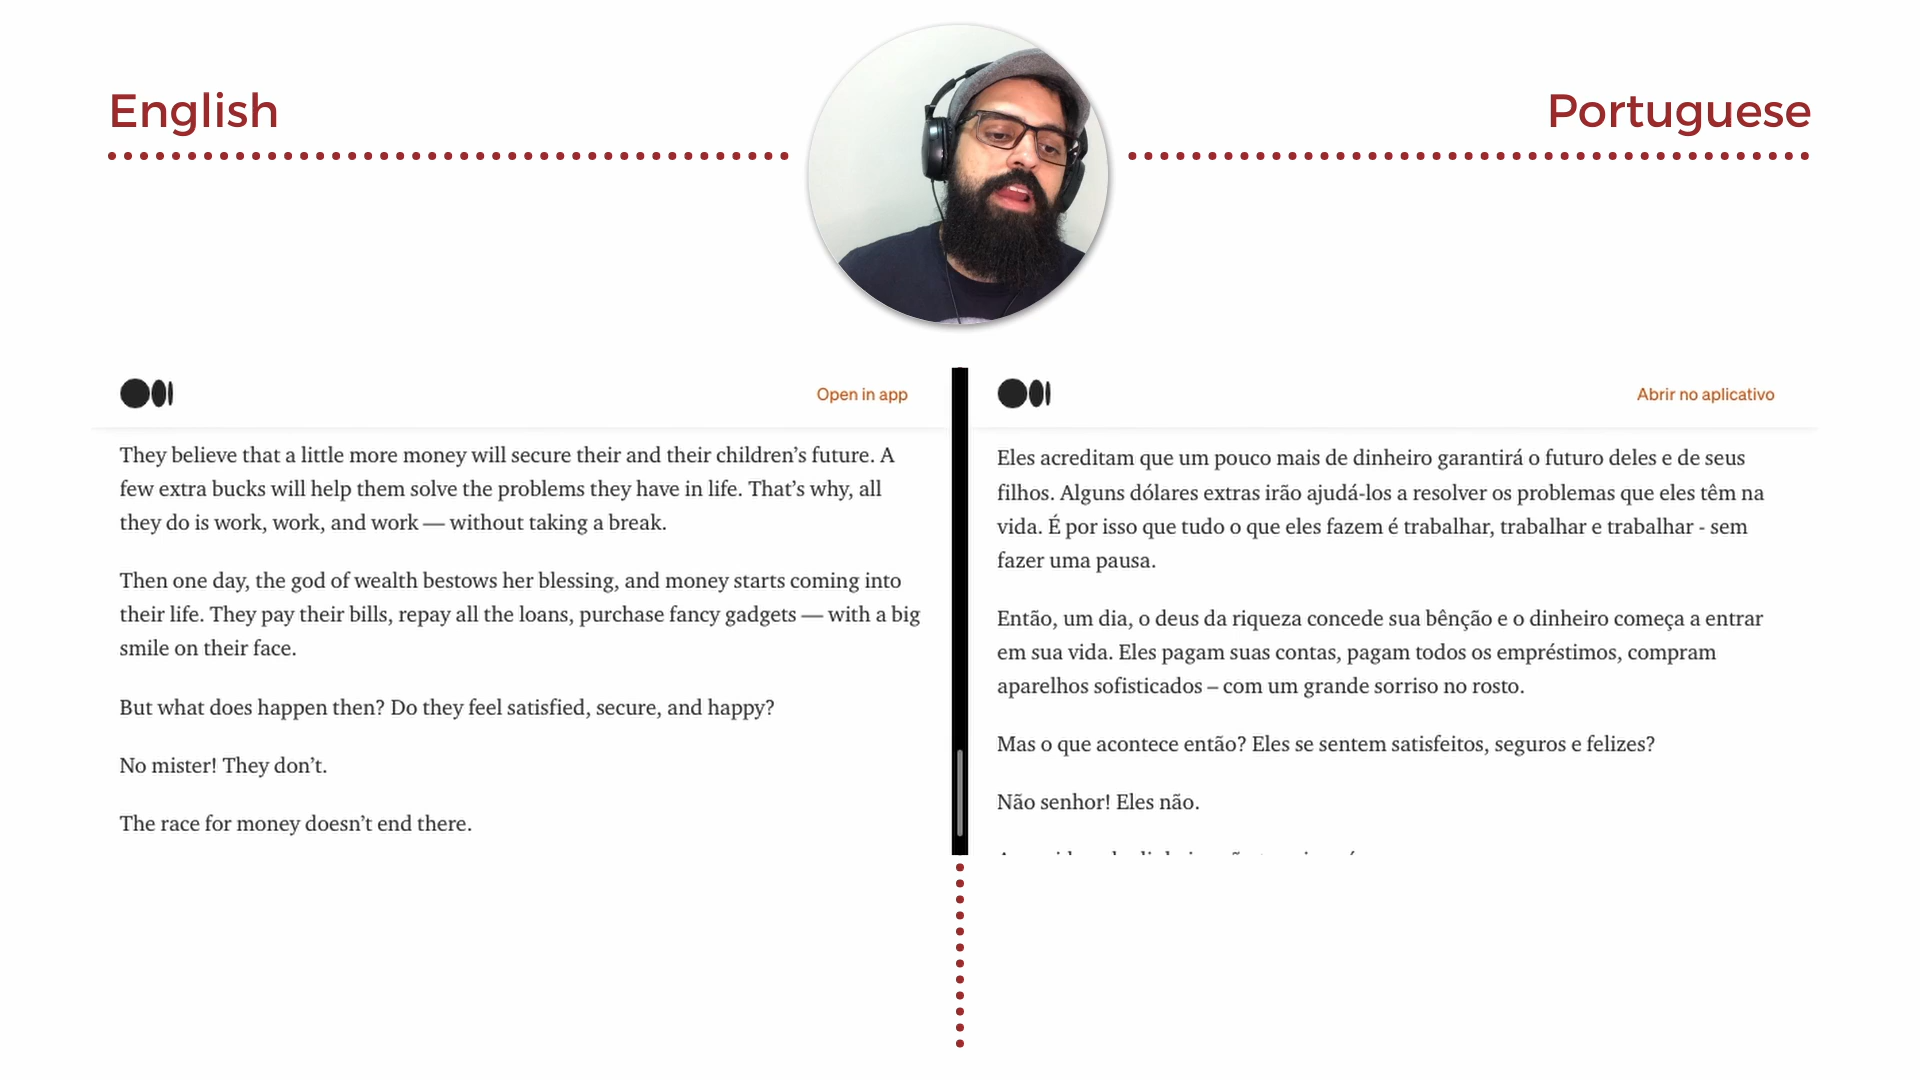 English
Portuguese
Open in app
They believe that a little more money will secure their and their children’s future. A
few extra bucks will help them solve the problems they have in life. That’s why, all
they do is work, work, and work — without taking a break.
Then one day, the god of wealth bestows her blessing, and money starts coming into
their life. They pay their bills, repay all the loans, purchase fancy gadgets — with a big
smile on their face.
But what does happen then? Do they feel satisfied, secure, and happy?
No mister! They don’t.
The race for money doesn’t end there.
Abrir no aplicativo
Eles acreditam que um pouco mais de dinheiro garantirá o futuro deles e de seus
filhos. Alguns dólares extras irão ajudá-los a resolver os problemas que eles têm na
vida. É por isso que tudo o que eles fazem é trabalhar, trabalhar e trabalhar - sem
fazer uma pausa.
Então, um dia, o deus da riqueza concede sua bênção e o dinheiro começa a entrar
em sua vida. Eles pagam suas contas, pagam todos os empréstimos, compram
aparelhos sofisticados – com um grande sorriso no rosto.
Mas o que acontece então? Eles se sentem satisfeitos, seguros e felizes?
Não senhor! Eles não.